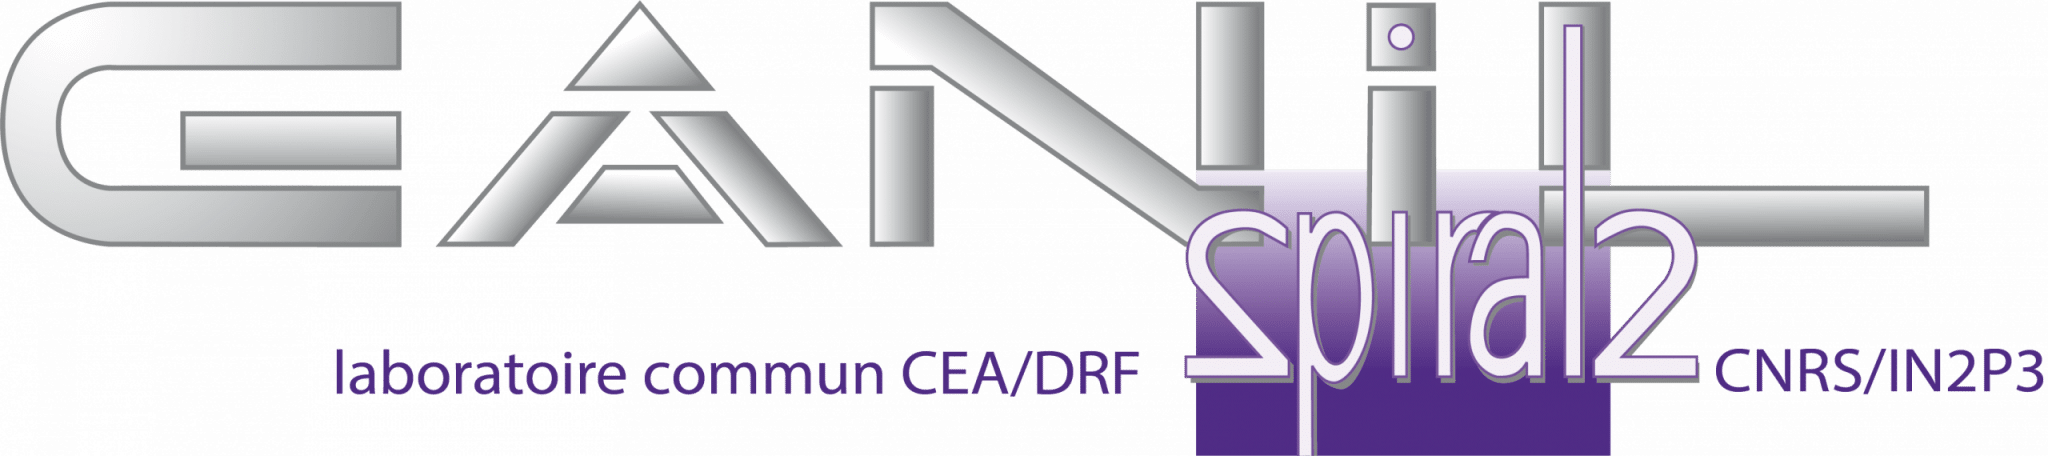 GANIL
spiral2
laboratoire commun CEA/DRF
CNRS/IN2P3